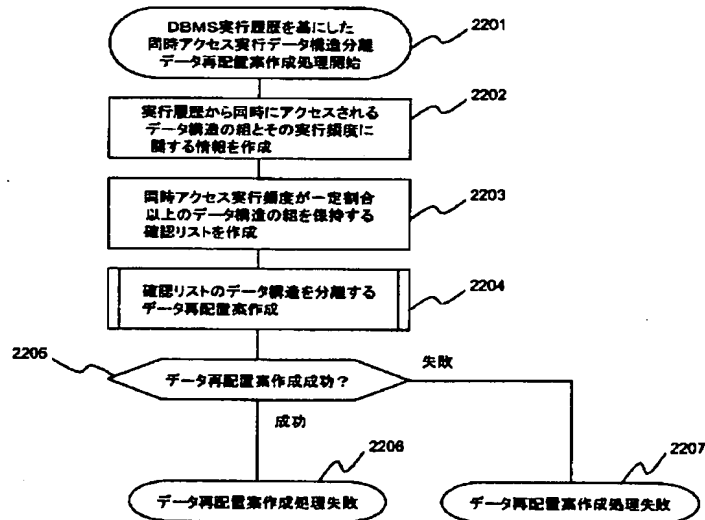 DBMS実行履歴を基にした
同時アクセス実行データ構造分離
データ再配置案作成処理開始
2201
実行履歴から同時にアクセスされる
データ構造の組とその実行頻度に
関する情報を作成
2202
同時アクセス実行頻度が一定割合
以上のデータ構造の組を保持する
確認リストを作成
2203
確認リストのデータ構造を分離する
データ再配置案作成
2204
2205
データ再配置案作成成功?
失敗
成功
2206
2207
データ再配置案作成処理失敗
データ再配置案作成処理失敗